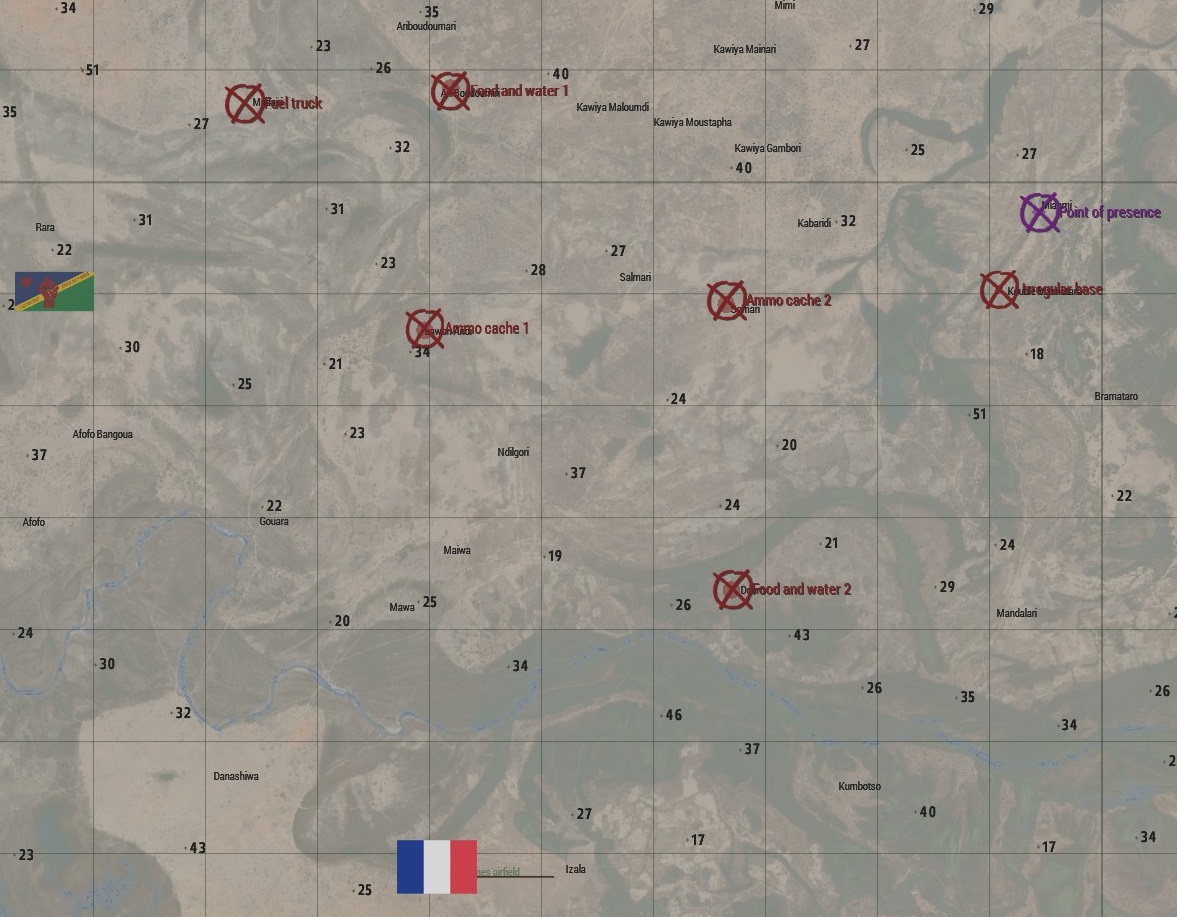 34
35
Mimi
29
Ariboudoumari
23
Kawiya Mainari
27
51
26
40
Food and water 1
Fuel truck
35
Kawiya Maloumdi
27
Kawiya Moustapha
32
Kawiya Gambori
25
27
40
Point of presence
31
31
Rara
Kabaridi
32
22
27
23
28
Salmari
Irregular base
Ammo cache 2
Ammo cache 1
30
34
21
18
25
24
Bramataro
51
Afofo Bangoua
23
20
Ndilgori
37
37
22
24
22
Afofo
Gouara
21
24
Maiwa
19
29
Food and water 2
Mawa
25
26
Mandalari
20
24
43
30
34
26
35
26
32
46
34
37
Danashiwa
Kumbotso
27
40
17
34
43
17
23
airfield
Izala
25